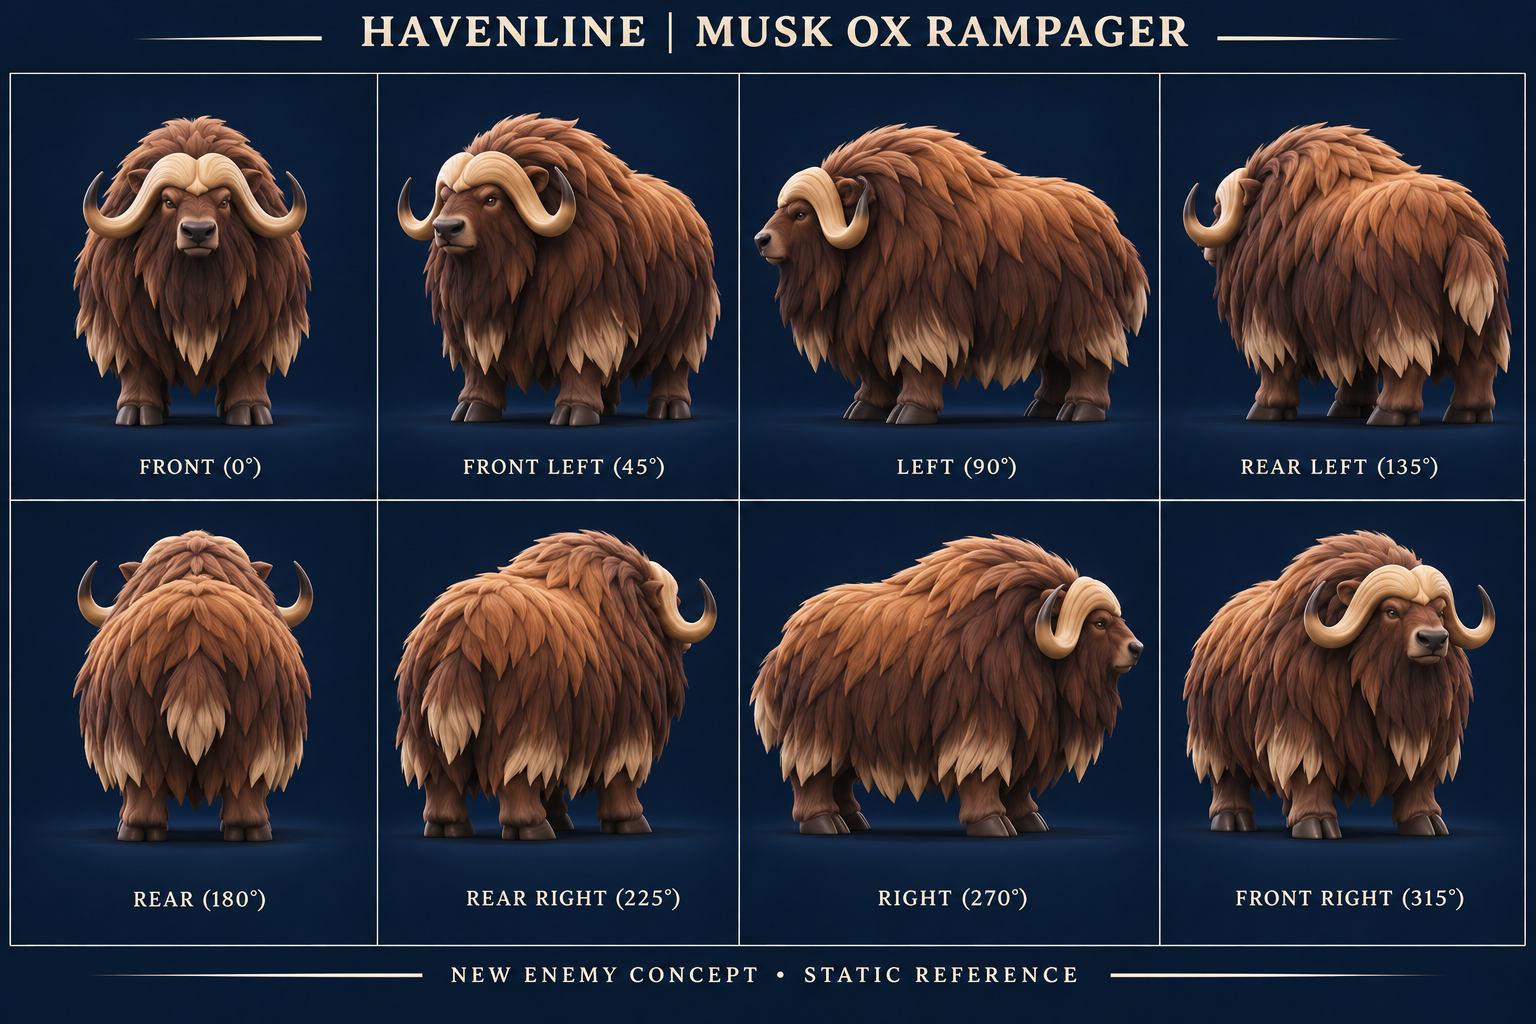 HAVENLINE | MUSK OX RAMPAGER
FRONT (0°)
FRONT LEFT (45°)
LEFT (90°)
REAR LEFT (135°)
REAR (180°)
REAR RIGHT (225°)
RIGHT (270°)
FRONT RIGHT (315°)
NEW ENEMY CONCEPT • STATIC REFERENCE